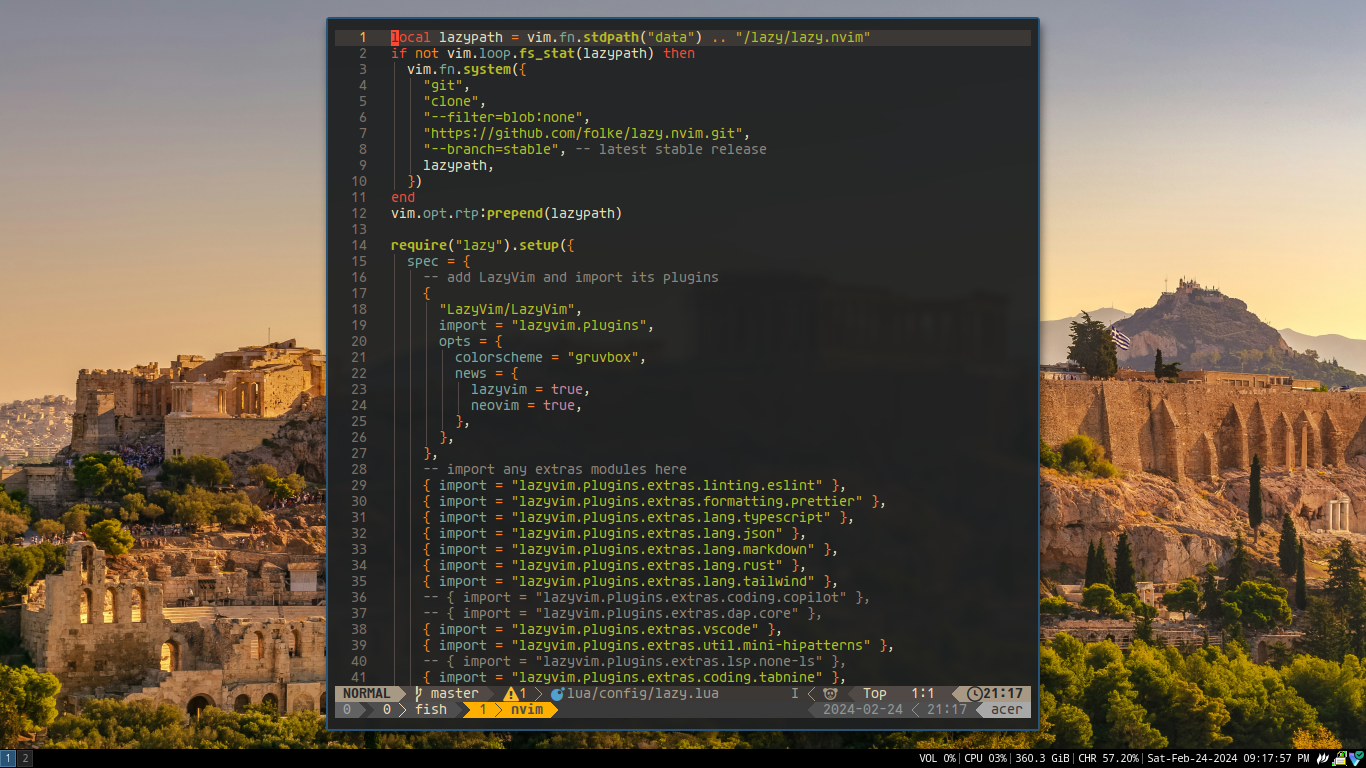 1 local lazypath = vim.fn.stdpath("data") .. "/lazy/lazy.nvim"
2 if not vim.loop.fs_stat(lazypath) then
3 vim.fn.system({
4 "git",
5 "clone",
6 "--filter=blob:none",
7 "https://github.com/folke/lazy.nvim.git",
8 "--branch=stable", -- latest stable release
9 lazypath,
10 })
11 end
12 vim.opt.rtp:prepend(lazypath)
13
14 require("lazy").setup({
15 spec = {
16 -- add LazyVim and import its plugins
17 {
18 "LazyVim/LazyVim",
19 import = "lazyvim.plugins",
20 opts = {
21 colorscheme = "gruvbox",
22 news = {
23 lazyvim = true,
24 neovim = true,
25 },
26 },
27 },
28 -- import any extras modules here
29 { import = "lazyvim.plugins.extras.linting.eslint" },
30 { import = "lazyvim.plugins.extras.formatting.prettier" },
31 { import = "lazyvim.plugins.extras.lang.typescript" },
32 { import = "lazyvim.plugins.extras.lang.json" },
33 { import = "lazyvim.plugins.extras.lang.markdown" },
34 { import = "lazyvim.plugins.extras.lang.rust" },
35 { import = "lazyvim.plugins.extras.lang.tailwind" },
36 -- { import = "lazyvim.plugins.extras.coding.copilot" },
37 -- { import = "lazyvim.plugins.extras.dap.core" },
38 { import = "lazyvim.plugins.extras.vscode" },
39 { import = "lazyvim.plugins.extras.util.mini-hipatterns" },
40 -- { import = "lazyvim.plugins.extras.lsp.none-ls" },
41 { import = "lazyvim.plugins.extras.coding.tabnine" },
NORMAL master 1 lua/config/lazy.lua I Top 1:1 21:17
0 0 fish 1 nvim 2024-02-24 21:17 acer
1 2 VOL 0% CPU 03% 360.3 GiB CHR 57.20% Sat-Feb-24-2024 09:17:57 PM